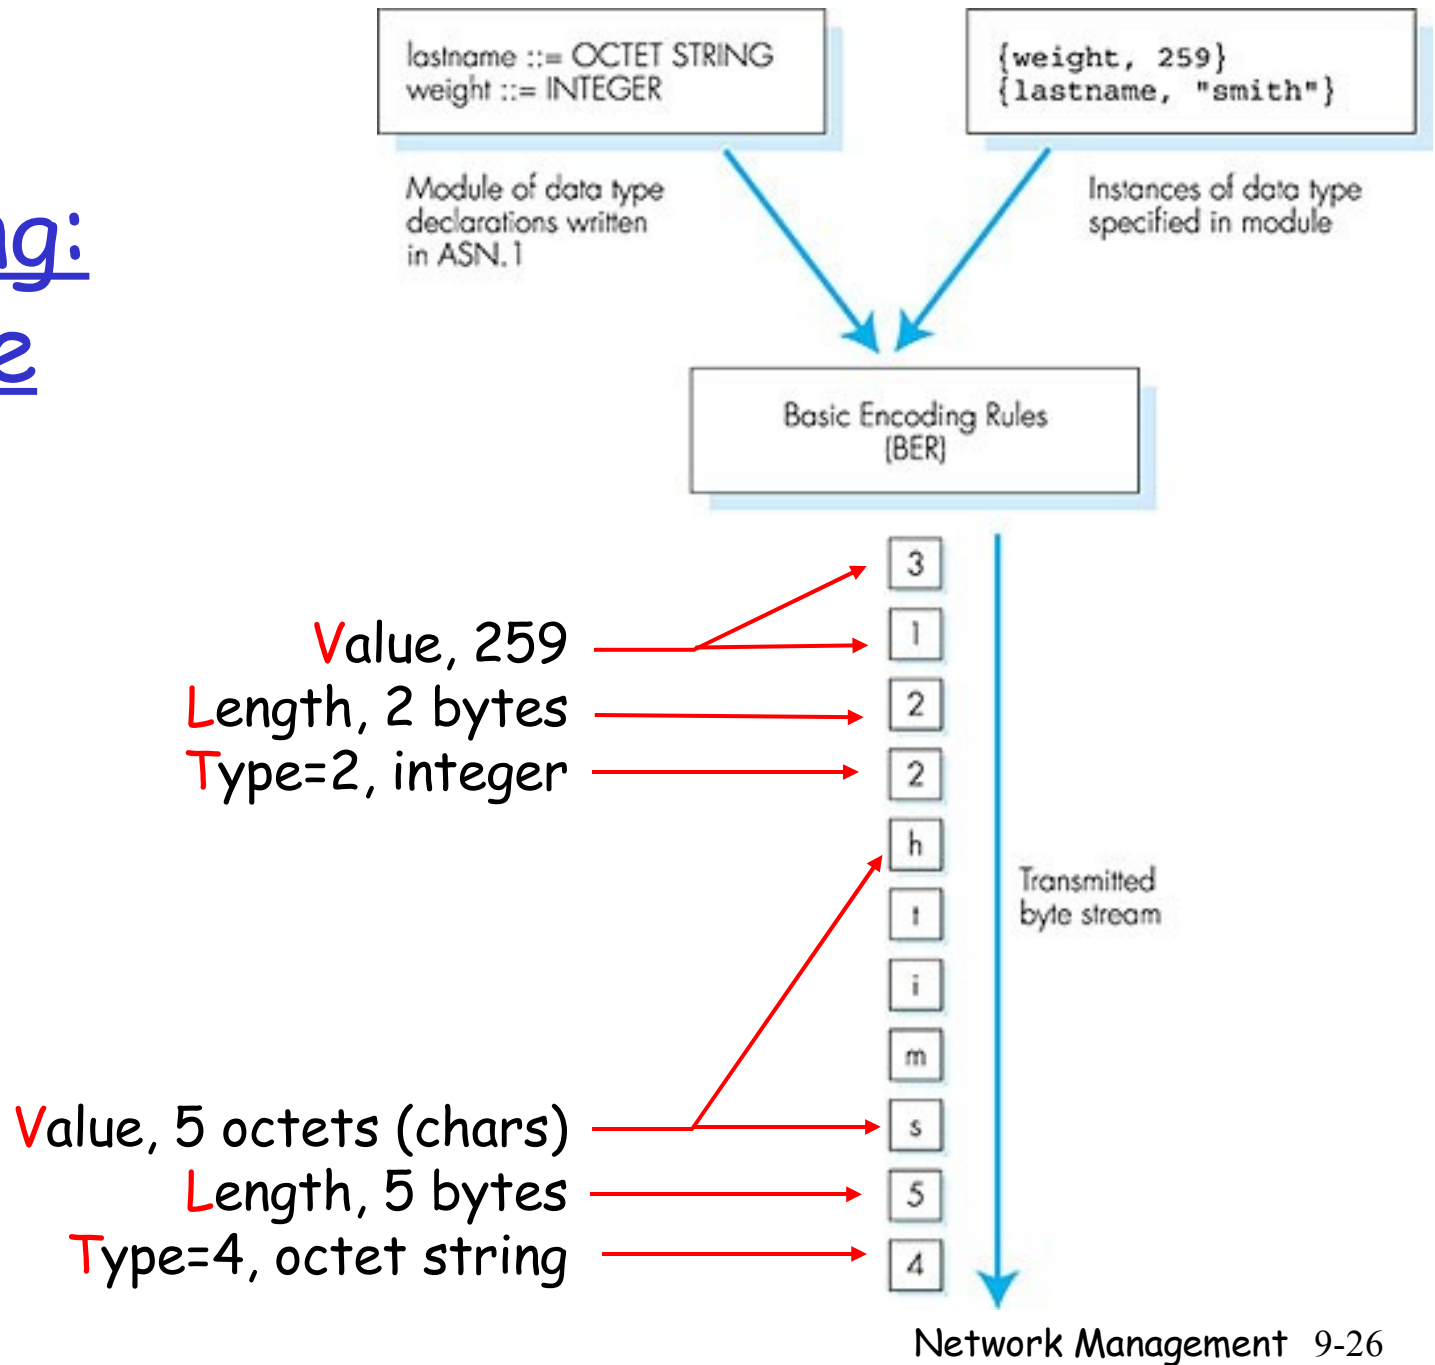 lastname ::= OCTET STRING
weight ::= INTEGER
{weight, 259}
{lastname, "smith"}
Module of data type
declarations written
in ASN.1
Instances of data type
specified in module
ng:
e
Basic Encoding Rules
(BER)
3
1
2
2
h
t
i
m
s
5
4
Value, 259
Length, 2 bytes
Type=2, integer
Transmitted
byte stream
Value, 5 octets (chars)
Length, 5 bytes
Type=4, octet string
Network Management 9-26